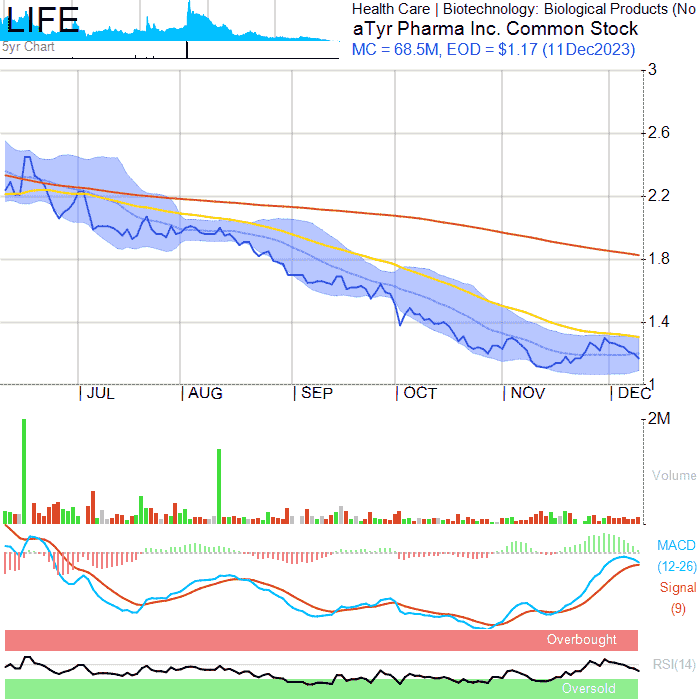 LIFE
5yr Chart
Health Care | Biotechnology: Biological Products (No
aTyr Pharma Inc. Common Stock
MC = 68.5M, EOD = $1.17 (11Dec2023)
3
2.6
2.2
1.8
1.4
1
JUL AUG SEP OCT NOV DEC
2M
Volume
MACD
(12-26)
Signal
(9)
Overbought
RSI(14)
Oversold